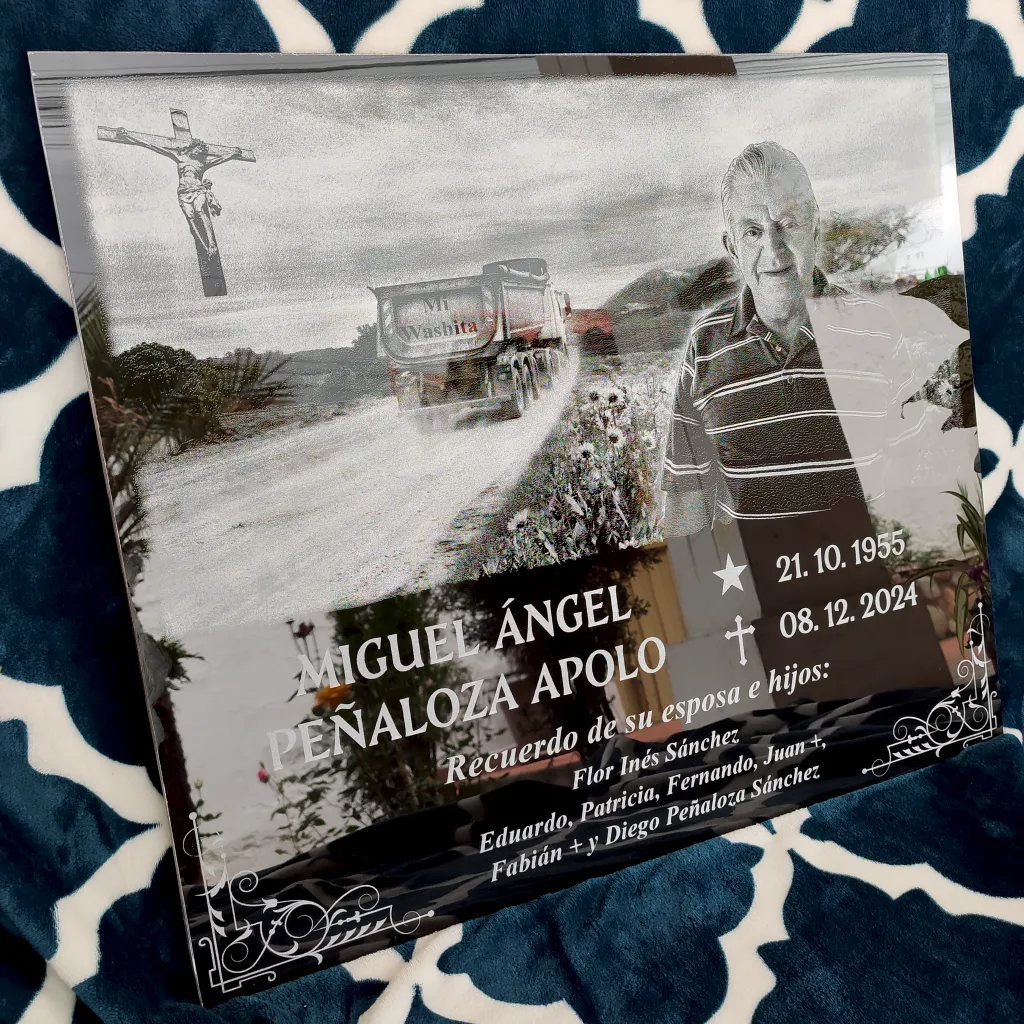 Mi
Washita
MIGUEL ÁNGEL
PEÑALOZA APOLO
21. 10. 1955
08. 12. 2024
Recuerdo de su esposa e hijos:
Flor Inés Sánchez
Eduardo, Patricia, Fernando, Juan +,
Fabián + y Diego Peñaloza Sánchez